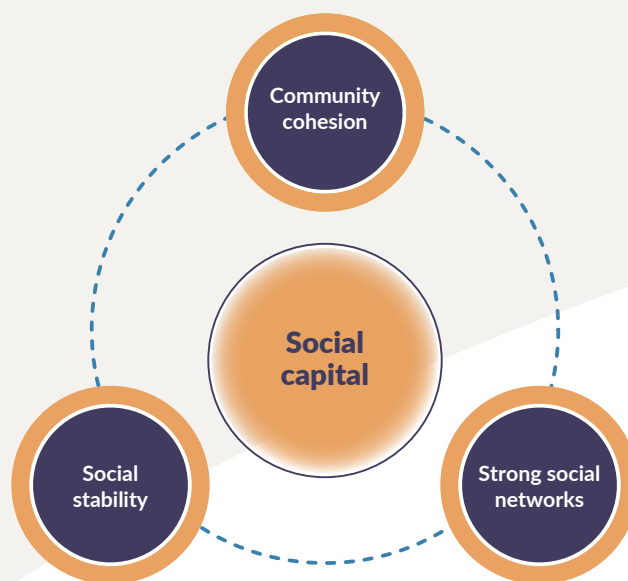 Community
cohesion
Social
capital
Social
stability
Strong social
networks